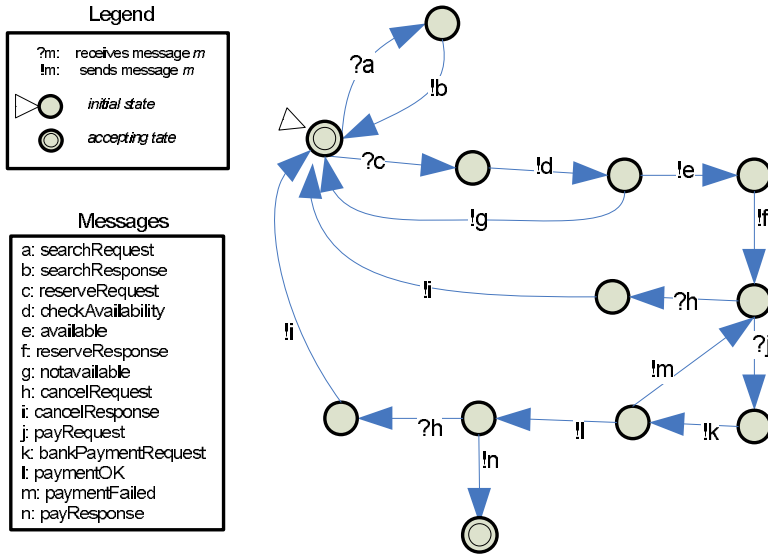 Legend
?m: receives message m
!m: sends message m
initial state
accepting tate
Messages
a: searchRequest
b: searchResponse
c: reserveRequest
d: checkAvailability
e: available
f: reserveResponse
g: notavailable
h: cancelRequest
i: cancelResponse
j: payRequest
k: bankPaymentRequest
l: paymentOK
m: paymentFailed
n: payResponse
?a
!b
?c
!d
!e
!g
!f
!i
?h
!i
!m
?j
?h
!l
!k
!n